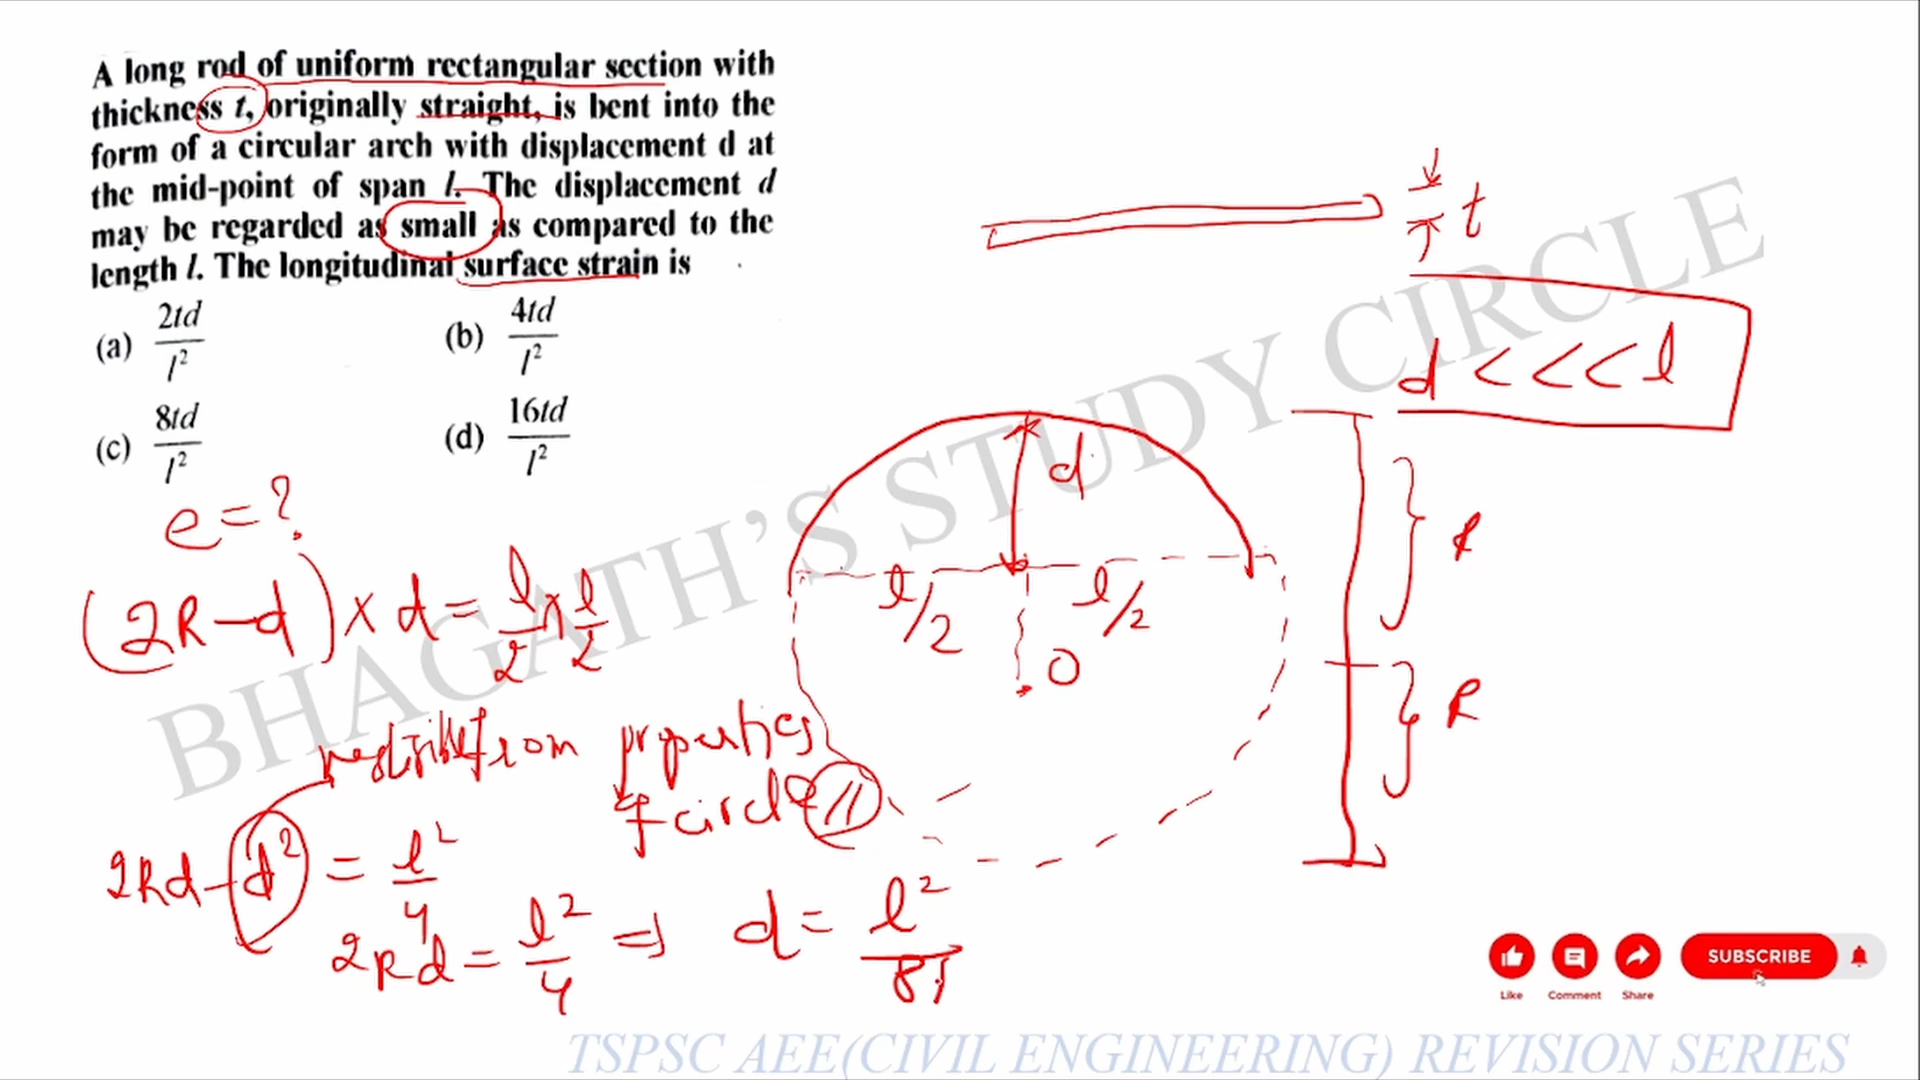 A long rod of uniform rectangular section with
thickness t, originally straight, is bent into the
form of a circular arch with displacement d at
the mid-point of span l. The displacement d
may be regarded as small as compared to the
length l. The longitudinal surface strain is
(a) 2td/l² (b) 4td/l²
(c) 8td/l² (d) 16td/l²
t
d <<< l
d
l/2 l/2
O
R
R
e = ?
(2R-d) × d = l/2 × l/2
from properties
of circle //
2Rd - d² = l²/4
2Rd = l²/4 ⇒ d = l²/8
BHAGATH'S STUDY CIRCLE
Like Comment Share SUBSCRIBE
TSPSC AEE(CIVIL ENGINEERING) REVISION SERIES